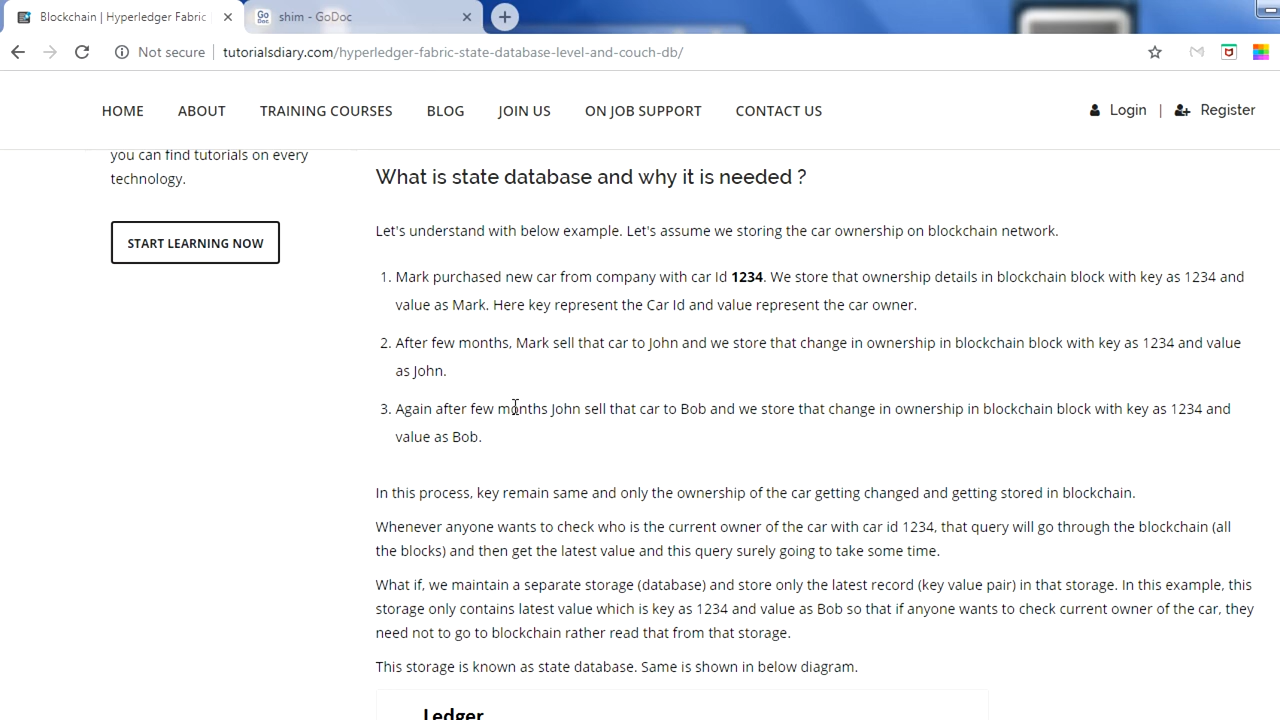 Blockchain | Hyperledger Fabric
shim - GoDoc
Not secure
tutorialsdiary.com/hyperledger-fabric-state-database-level-and-couch-db/
HOME ABOUT TRAINING COURSES BLOG JOIN US ON JOB SUPPORT CONTACT US Login | Register
you can find tutorials on every
technology.
START LEARNING NOW
What is state database and why it is needed ?
Let's understand with below example. Let's assume we storing the car ownership on blockchain network.
1. Mark purchased new car from company with car Id 1234. We store that ownership details in blockchain block with key as 1234 and
value as Mark. Here key represent the Car Id and value represent the car owner.
2. After few months, Mark sell that car to John and we store that change in ownership in blockchain block with key as 1234 and value
as John.
3. Again after few months John sell that car to Bob and we store that change in ownership in blockchain block with key as 1234 and
value as Bob.
In this process, key remain same and only the ownership of the car getting changed and getting stored in blockchain.
Whenever anyone wants to check who is the current owner of the car with car id 1234, that query will go through the blockchain (all
the blocks) and then get the latest value and this query surely going to take some time.
What if, we maintain a separate storage (database) and store only the latest record (key value pair) in that storage. In this example, this
storage only contains latest value which is key as 1234 and value as Bob so that if anyone wants to check current owner of the car, they
need not to go to blockchain rather read that from that storage.
This storage is known as state database. Same is shown in below diagram.
Ledger